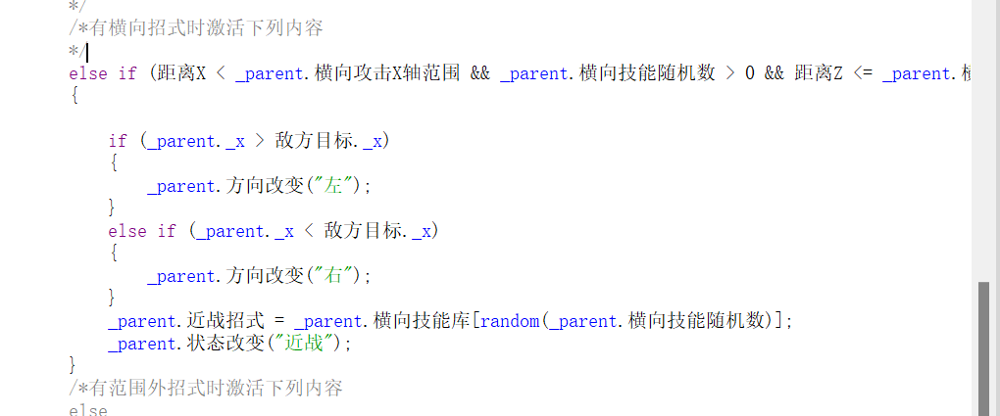 */
/*有横向招式时激活下列内容
*/
else if (距离X < _parent.横向攻击X轴范围 && _parent.横向技能随机数 > 0 && 距离Z <= _parent.
{
if (_parent._x > 敌方目标._x)
{
_parent.方向改变("左");
}
else if (_parent._x < 敌方目标._x)
{
_parent.方向改变("右");
}
_parent.近战招式 = _parent.横向技能库[random(_parent.横向技能随机数)];
_parent.状态改变("近战");
}
/*有范围外招式时激活下列内容
else